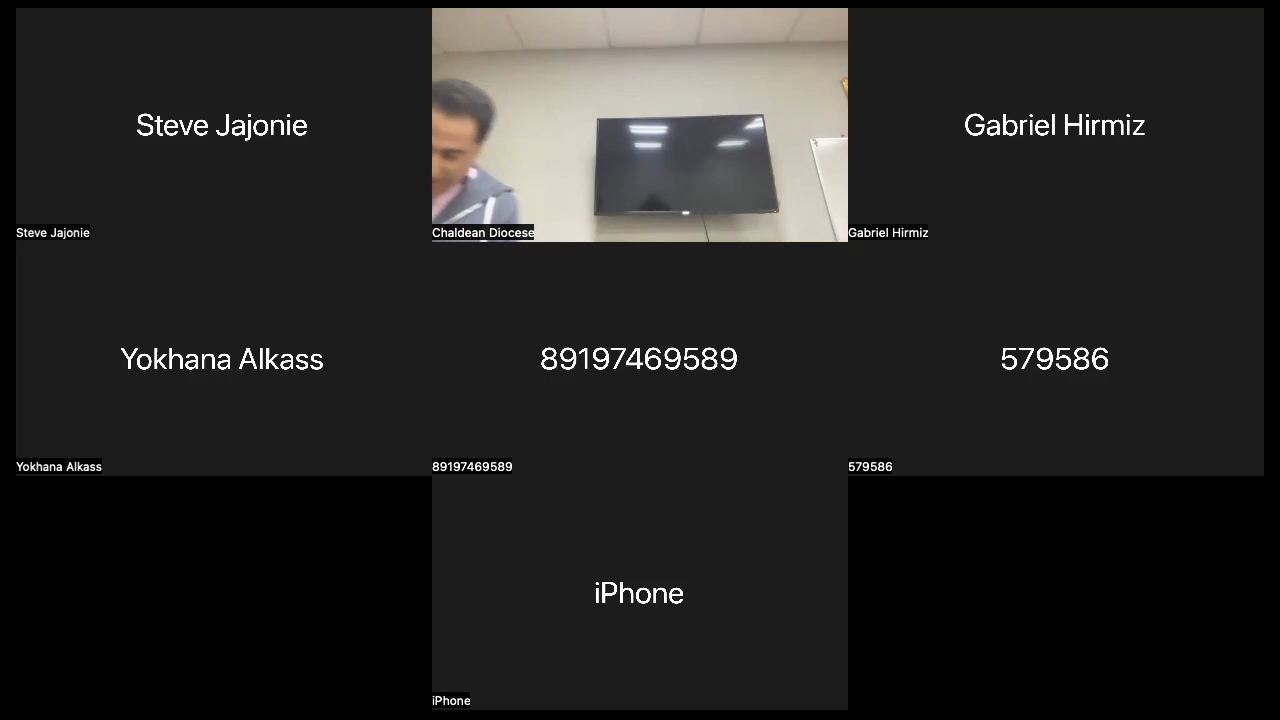 Steve Jajonie
Gabriel Hirmiz
Steve Jajonie
Chaldean Diocese
Gabriel Hirmiz
Yokhana Alkass
89197469589
579586
Yokhana Alkass
89197469589
579586
iPhone
iPhone